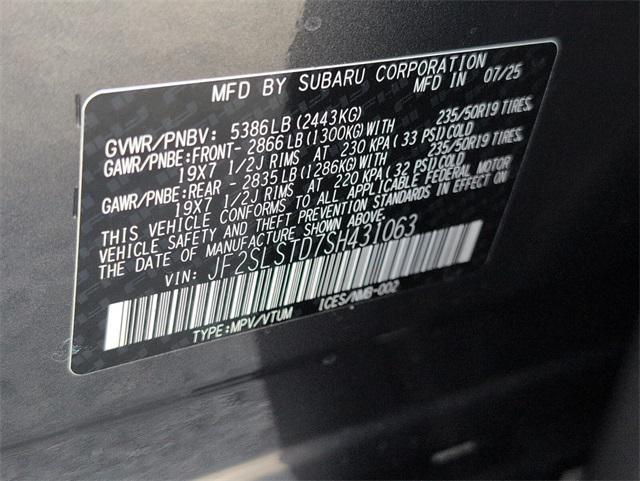 MFD BY SUBARU CORPORATION
MFD IN 07/25
GVWR/PNBV: 5386LB(2443KG)
GAWR/PNBE:FRONT- 2866LB(1300KG)WITH 235/50R19 TIRES,
19X7 1/2J RIMS AT 230 KPA(33 PSI)COLD
GAWR/PNBE:REAR - 2835LB(1286KG)WITH 235/50R19 TIRES,
19X7 1/2J RIMS AT 220 KPA(32 PSI)COLD
THIS VEHICLE CONFORMS TO ALL APPLICABLE FEDERAL MOTOR
VEHICLE SAFETY AND THEFT PREVENTION STANDARDS IN EFFECT ON
THE DATE OF MANUFACTURE SHOWN ABOVE.
VIN: JF2SLSTD7SH431063
TYPE:MPV/VTUM ICES/NMB-002